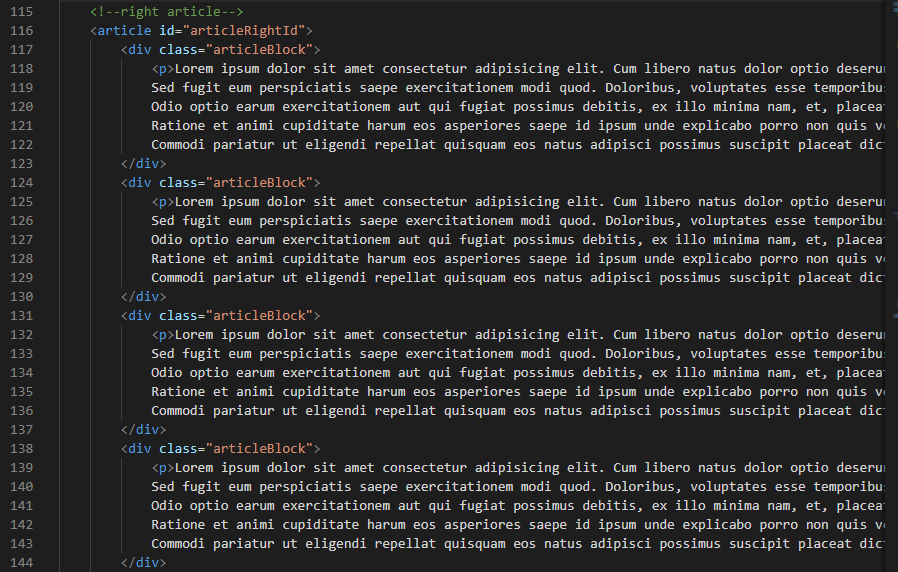 115 <!--right article-->
116 <article id="articleRightId">
117 <div class="articleBlock">
118 <p>Lorem ipsum dolor sit amet consectetur adipisicing elit. Cum libero natus dolor optio deseru
119 Sed fugit eum perspiciatis saepe exercitationem modi quod. Doloribus, voluptates esse temporibu
120 Odio optio earum exercitationem aut qui fugiat possimus debitis, ex illo minima nam, et, placea
121 Ratione et animi cupiditate harum eos asperiores saepe id ipsum unde explicabo porro non quis v
122 Commodi pariatur ut eligendi repellat quisquam eos natus adipisci possimus suscipit placeat dic
123 </div>
124 <div class="articleBlock">
125 <p>Lorem ipsum dolor sit amet consectetur adipisicing elit. Cum libero natus dolor optio deseru
126 Sed fugit eum perspiciatis saepe exercitationem modi quod. Doloribus, voluptates esse temporibu
127 Odio optio earum exercitationem aut qui fugiat possimus debitis, ex illo minima nam, et, placea
128 Ratione et animi cupiditate harum eos asperiores saepe id ipsum unde explicabo porro non quis v
129 Commodi pariatur ut eligendi repellat quisquam eos natus adipisci possimus suscipit placeat dic
130 </div>
131 <div class="articleBlock">
132 <p>Lorem ipsum dolor sit amet consectetur adipisicing elit. Cum libero natus dolor optio deseru
133 Sed fugit eum perspiciatis saepe exercitationem modi quod. Doloribus, voluptates esse temporibu
134 Odio optio earum exercitationem aut qui fugiat possimus debitis, ex illo minima nam, et, placea
135 Ratione et animi cupiditate harum eos asperiores saepe id ipsum unde explicabo porro non quis v
136 Commodi pariatur ut eligendi repellat quisquam eos natus adipisci possimus suscipit placeat dic
137 </div>
138 <div class="articleBlock">
139 <p>Lorem ipsum dolor sit amet consectetur adipisicing elit. Cum libero natus dolor optio deseru
140 Sed fugit eum perspiciatis saepe exercitationem modi quod. Doloribus, voluptates esse temporibu
141 Odio optio earum exercitationem aut qui fugiat possimus debitis, ex illo minima nam, et, placea
142 Ratione et animi cupiditate harum eos asperiores saepe id ipsum unde explicabo porro non quis v
143 Commodi pariatur ut eligendi repellat quisquam eos natus adipisci possimus suscipit placeat dic
144 </div>